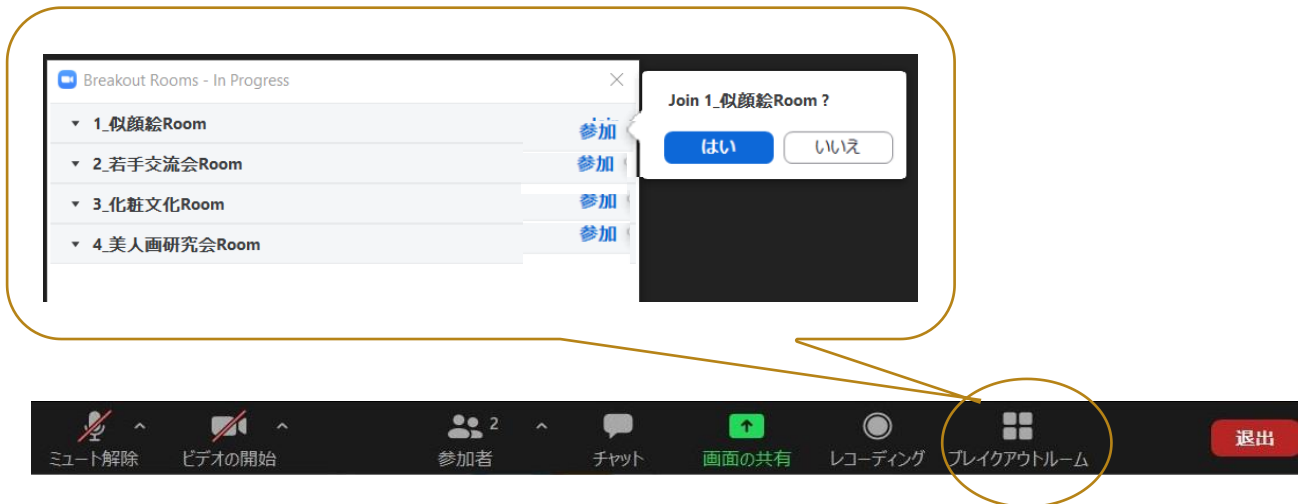 Breakout Rooms - In Progress
1_似顔絵Room
参加
2_若手交流会Room
参加
3_化粧文化Room
参加
4_美人画研究会Room
参加
Join 1_似顔絵Room ?
はい
いいえ
ミュート解除
ビデオの開始
2
参加者
チャット
画面の共有
レコーディング
ブレイクアウトルーム
退出